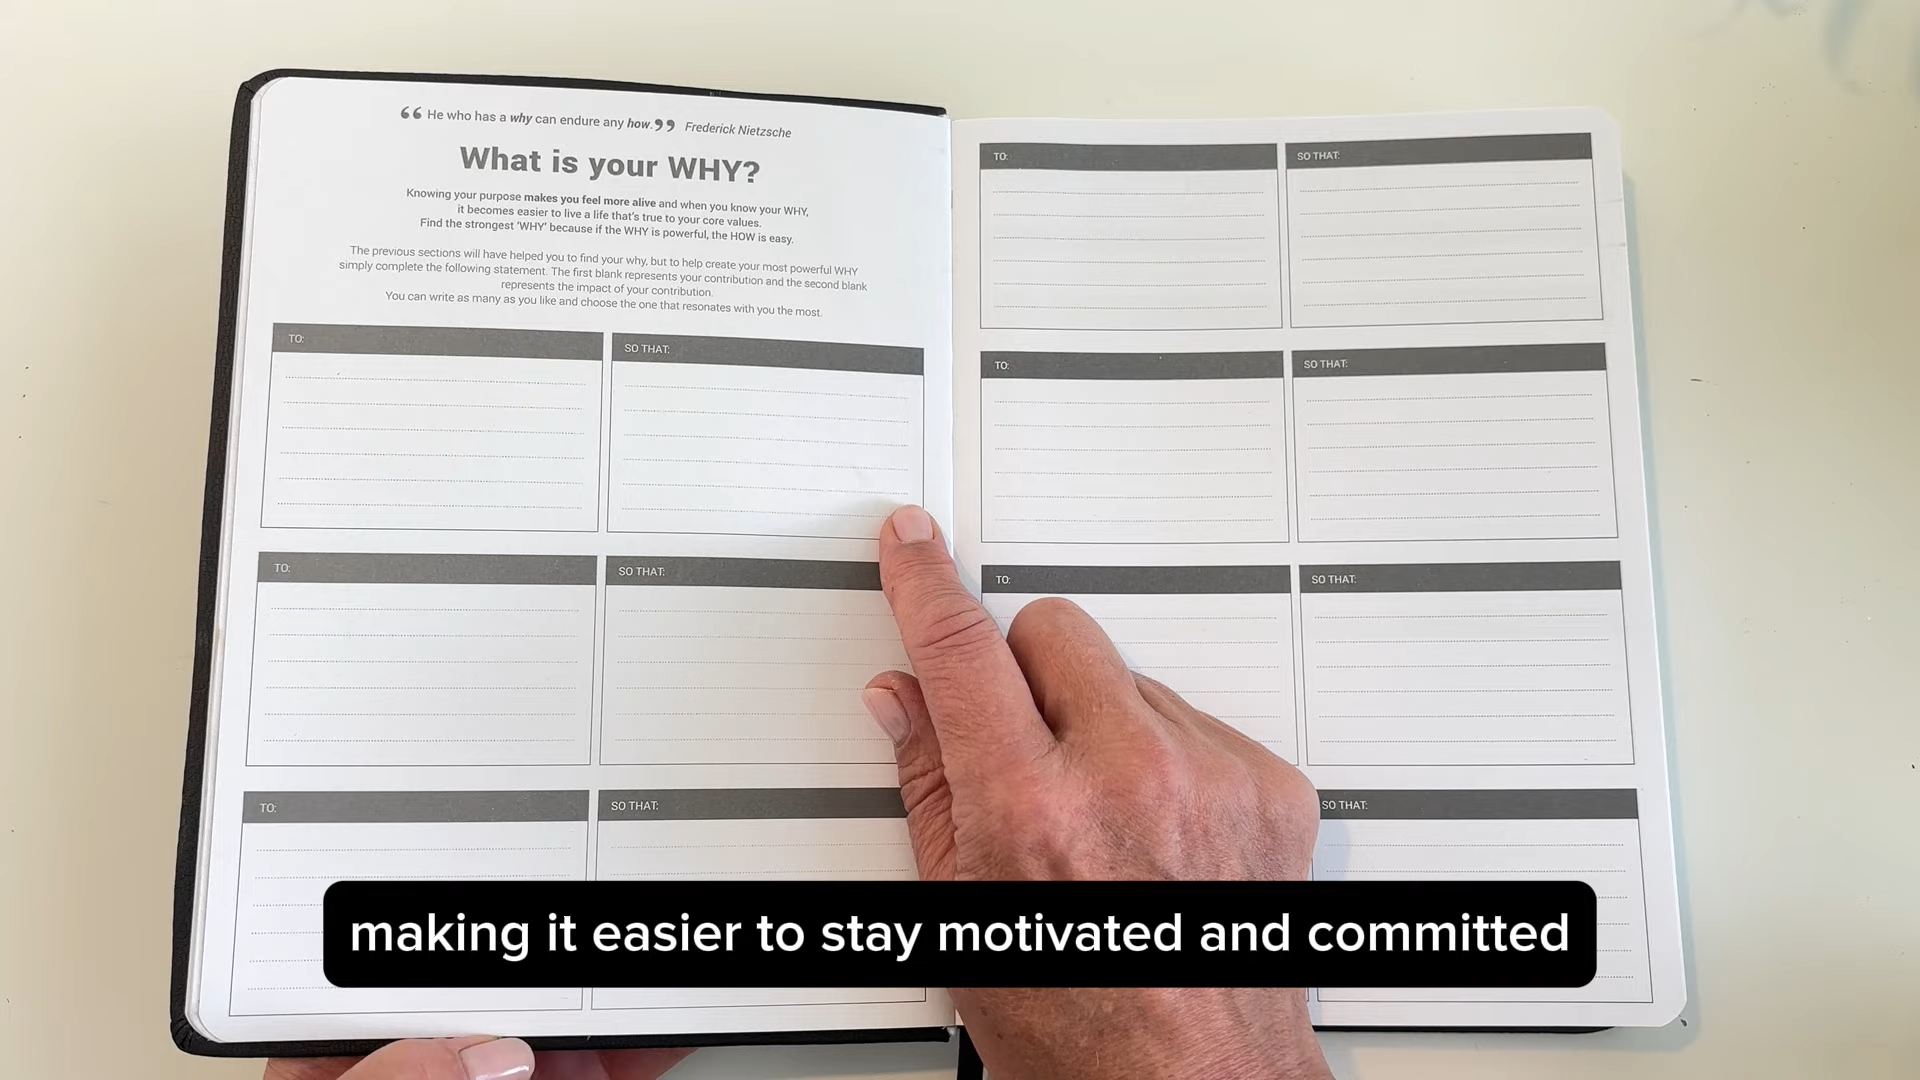 “ He who has a why can endure any how.” Frederick Nietzsche
What is your WHY?
Knowing your purpose makes you feel more alive and when you know your WHY,
it becomes easier to live a life that's true to your core values.
Find the strongest 'WHY' because if the WHY is powerful, the HOW is easy.
The previous sections will have helped you to find your why, but to help create your most powerful WHY
simply complete the following statement. The first blank represents your contribution and the second blank
represents the impact of your contribution.
You can write as many as you like and choose the one that resonates with you the most.
TO:
SO THAT:
TO:
SO THAT:
TO:
SO THAT:
TO:
SO THAT:
TO:
SO THAT:
TO:
SO THAT:
SO THAT:
making it easier to stay motivated and committed